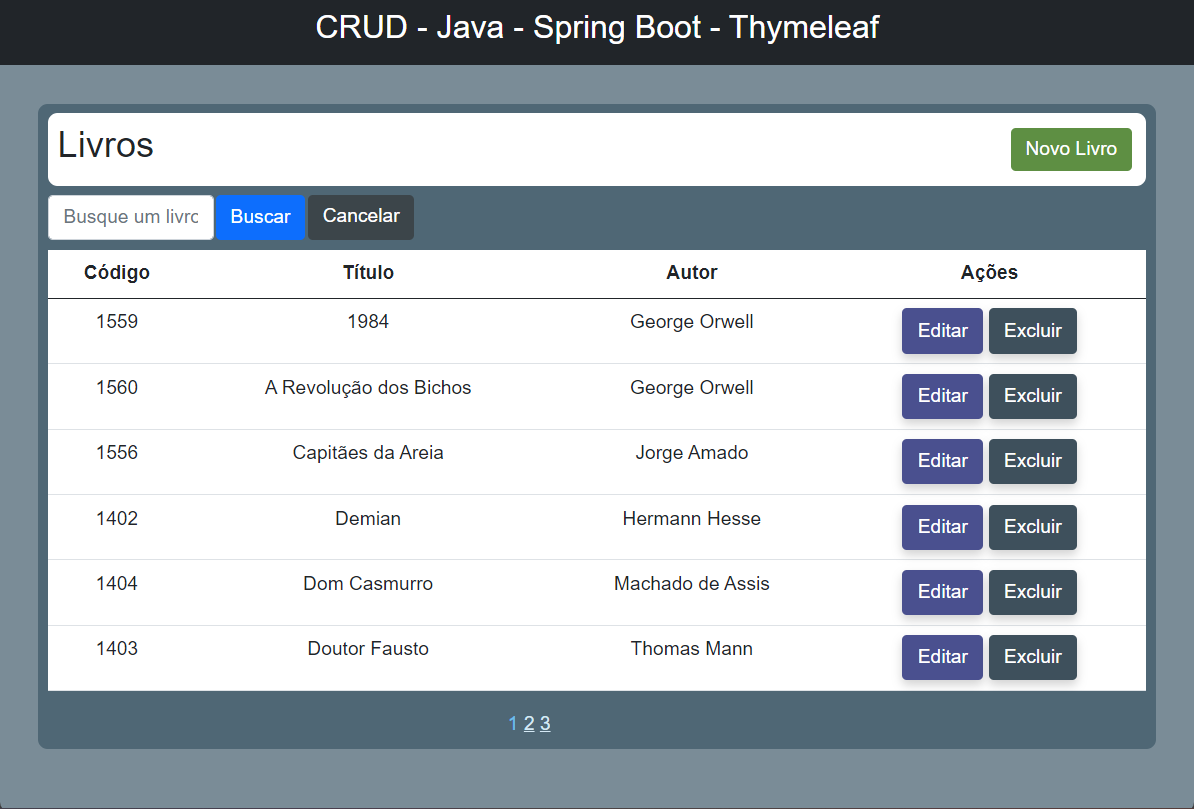 CRUD - Java - Spring Boot - Thymeleaf
Livros
Novo Livro
Busque um livro Buscar Cancelar
Código Título Autor Ações
1559 1984 George Orwell Editar Excluir
1560 A Revolução dos Bichos George Orwell Editar Excluir
1556 Capitães da Areia Jorge Amado Editar Excluir
1402 Demian Hermann Hesse Editar Excluir
1404 Dom Casmurro Machado de Assis Editar Excluir
1403 Doutor Fausto Thomas Mann Editar Excluir
1 2 3